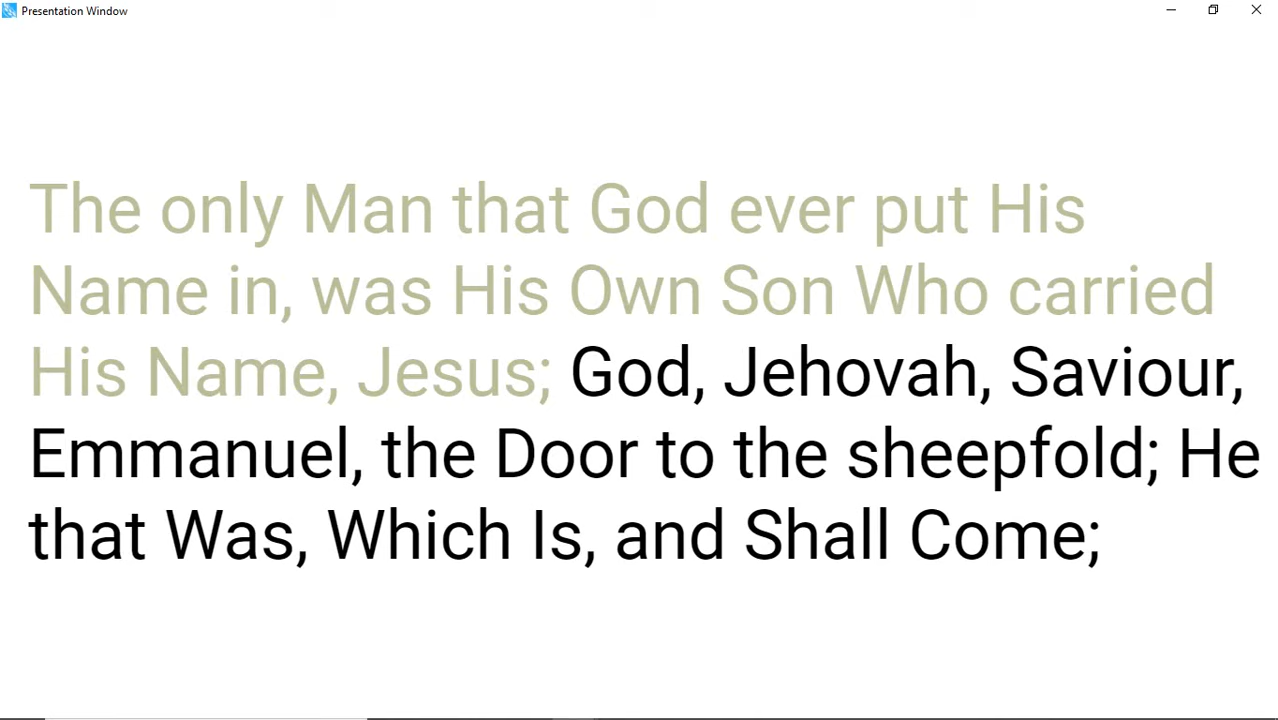 Presentation Window
The only Man that God ever put His
Name in, was His Own Son Who carried
His Name, Jesus; God, Jehovah, Saviour,
Emmanuel, the Door to the sheepfold; He
that Was, Which Is, and Shall Come;